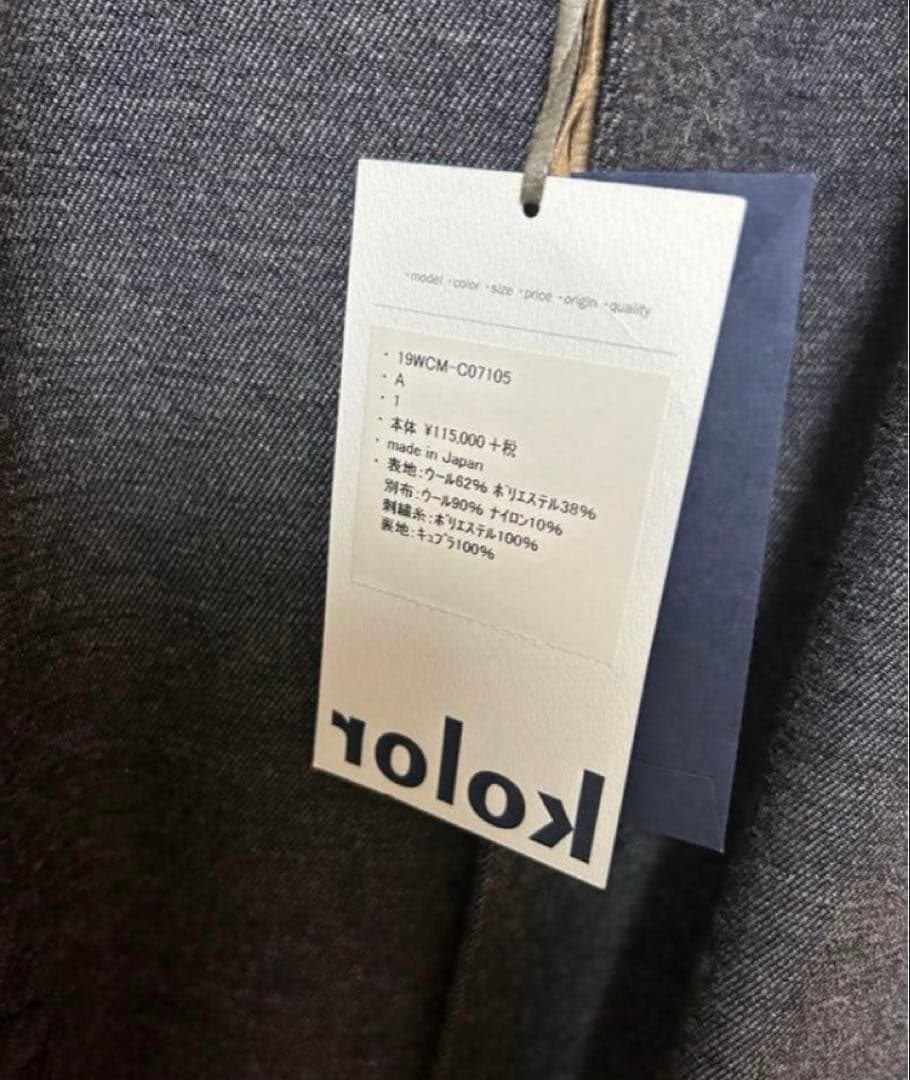 ・model ・color ・size ・price ・origin ・quality
・ 19WCM-C07105
・ A
・ 1
・ 本体 ¥115,000+税
・ made in Japan
・ 表地:ウール62% ポリエステル38%
別布:ウール90% ナイロン10%
刺繍糸:ポリエステル100%
裏地:キュプラ100%
kolor